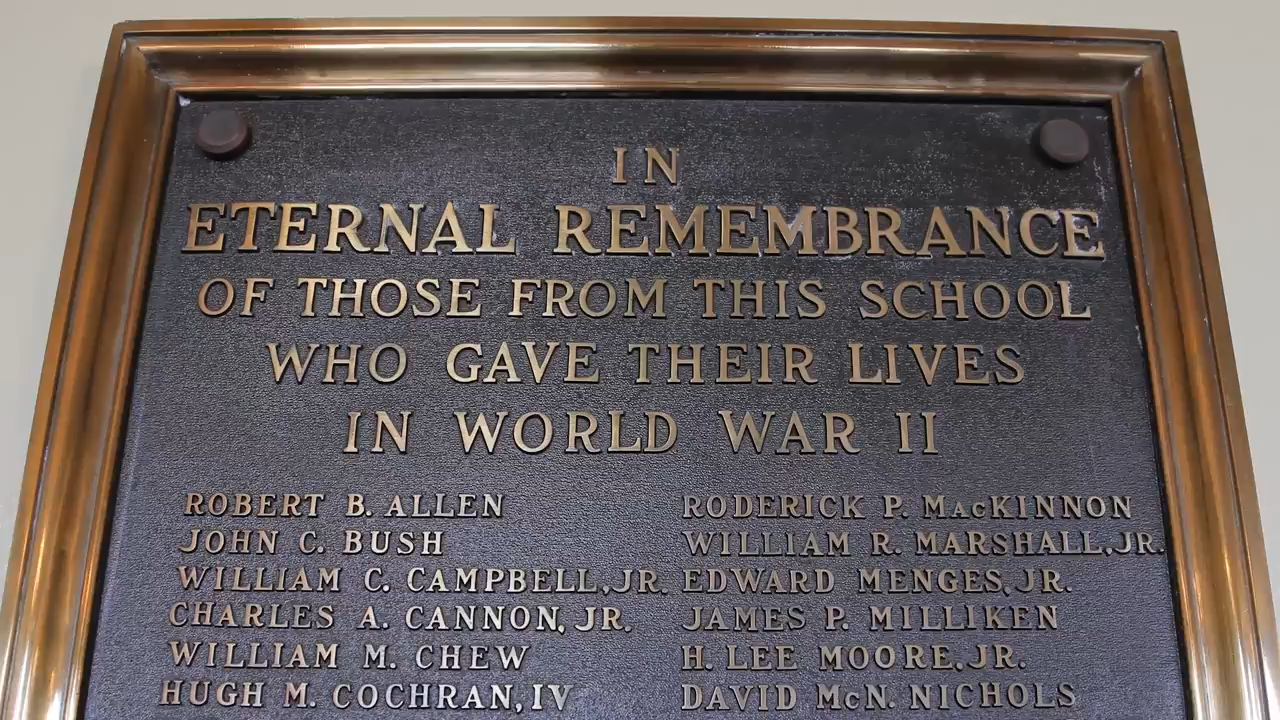 IN
ETERNAL REMEMBRANCE
OF THOSE FROM THIS SCHOOL
WHO GAVE THEIR LIVES
IN WORLD WAR II
ROBERT B. ALLEN
JOHN C. BUSH
WILLIAM C. CAMPBELL, JR.
CHARLES A. CANNON, JR.
WILLIAM M. CHEW
HUGH M. COCHRAN, IV
RODERICK P. MACKINNON
WILLIAM R. MARSHALL, JR.
EDWARD MENGES, JR.
JAMES P. MILLIKEN
H. LEE MOORE, JR.
DAVID McN. NICHOLS